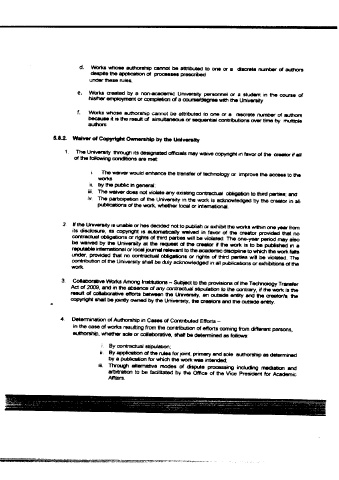 d. Works whose authorship cannot be attributed to one or a discrete number of authors
despite the application of processes prescribed
under these rules.
e. Works created by a non-academic University personnel or a student in the course of
his/her employment or completion of a course/degree with the University
f. Works whose authorship cannot be attributed to one or a discrete number of authors
because it is the result of simultaneous or sequential contributions over time by multiple
authors
5.8.2. Waiver of Copyright Ownership by the University
1. The University through its designated officials may waive copyright in favor of the creator if all
of the following conditions are met:
i. The waiver would enhance the transfer of technology or improve the access to the
works
ii. by the public in general
iii. The waiver does not violate any existing contractual obligation to third parties; and
iv. The participation of the University in the work is acknowledged by the creator in all
publications of the work, whether local or international.
2. If the University is unable or has decided not to publish or exhibit the works within one year from
its disclosure, its copyright is automatically waived in favor of the creator provided that no
contractual obligations or rights of third parties will be violated. The one-year period may also
be waived by the University at the request of the creator if the work is to be published in a
reputable international or local journal relevant to the academic discipline to which the work falls
under, provided that no contractual obligations or rights of third parties will be violated. The
contribution of the University shall be duly acknowledged in all publications or exhibitions of the
work.
3. Collaborative Works Among Institutions – Subject to the provisions of the Technology Transfer
Act of 2009, and in the absence of any contractual stipulation to the contrary, if the work is the
result of collaborative efforts between the University, an outside entity and the creator/s, the
copyright shall be jointly owned by the University, the creators and the outside entity.
4. Determination of Authorship in Cases of Contributed Efforts –
in the case of works resulting from the contribution of efforts coming from different persons,
authorship, whether sole or collaborative, shall be determined as follows:
i. By contractual stipulation;
ii. By application of the rules for joint, primary and sole authorship as determined
by a publication for which the work was intended;
iii. Through alternative modes of dispute processing including mediation and
arbitration to be facilitated by the Office of the Vice President for Academic
Affairs.